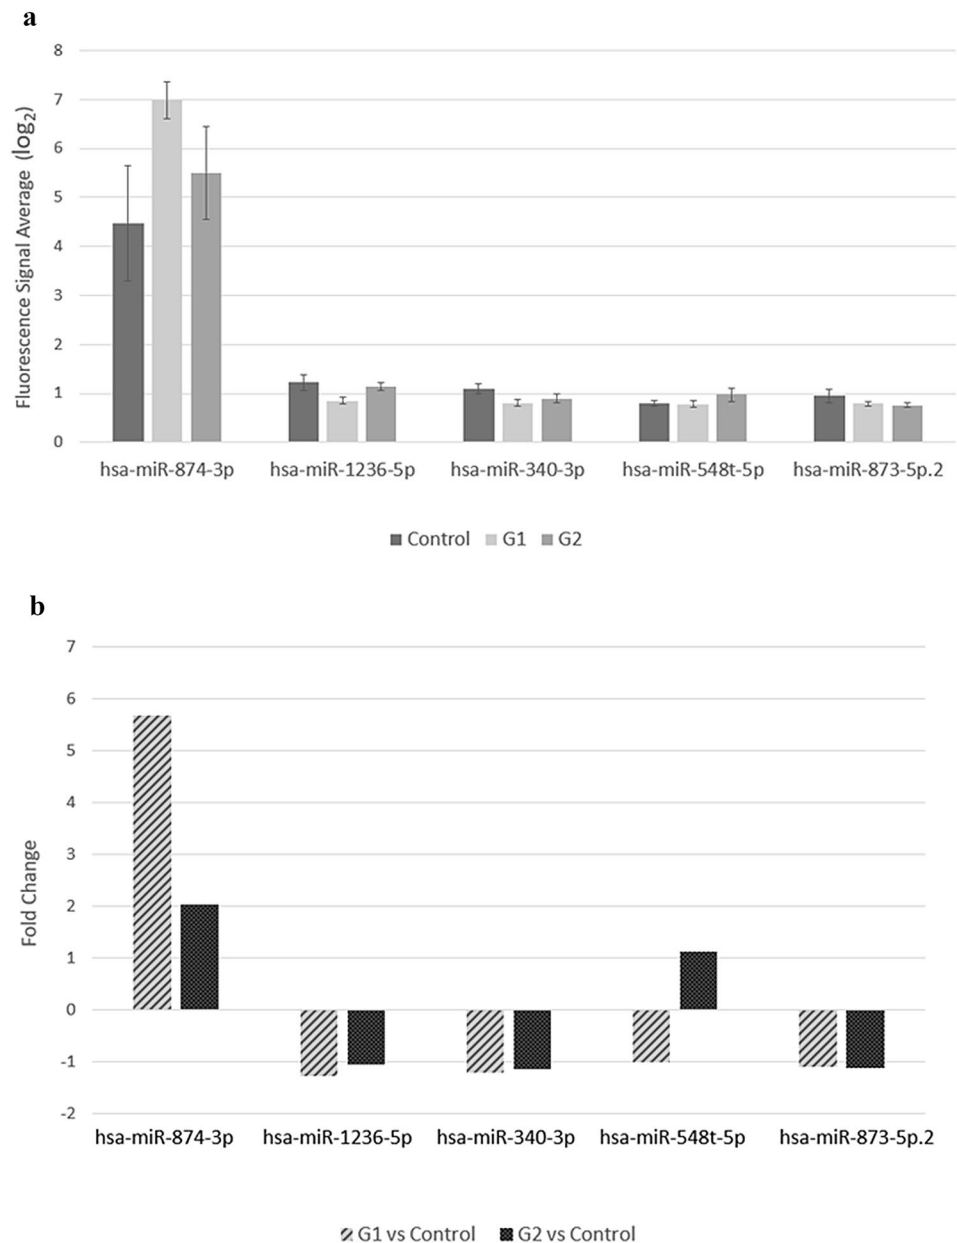 a
Fluorescence Signal Average (log2)
8
7
6
5
4
3
2
1
0
hsa-miR-874-3p hsa-miR-1236-5p hsa-miR-340-3p hsa-miR-548t-5p hsa-miR-873-5p.2
Control G1 G2
b
Fold Change
7
6
5
4
3
2
1
0
-1
-2
hsa-miR-874-3p hsa-miR-1236-5p hsa-miR-340-3p hsa-miR-548t-5p hsa-miR-873-5p.2
G1 vs Control G2 vs Control